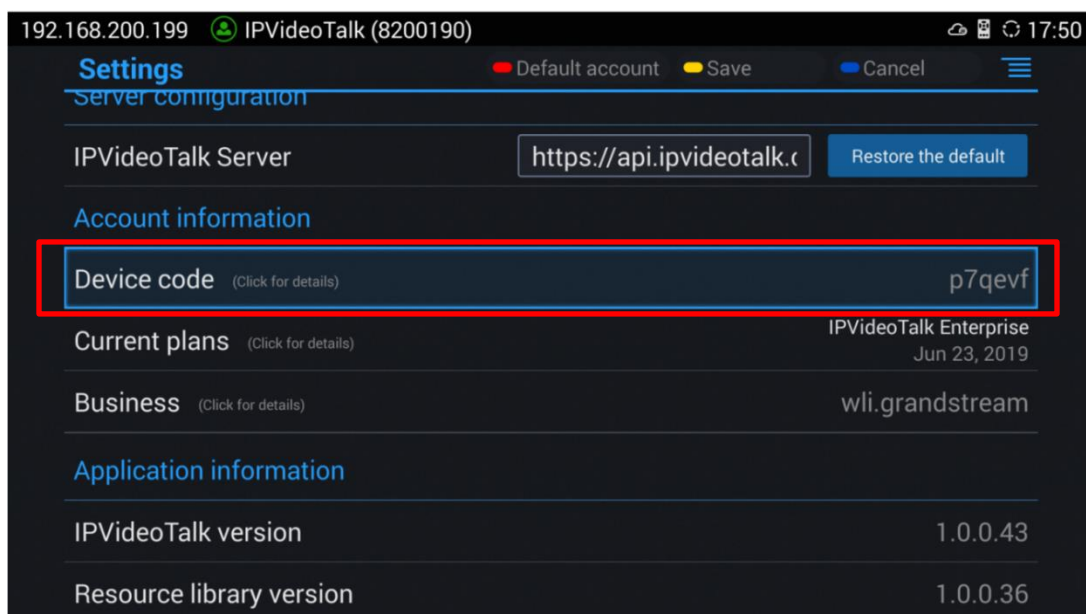 192.168.200.199 IPVideoTalk (8200190) 17:50
Settings Default account Save Cancel
Server configuration
IPVideoTalk Server https://api.ipvideotalk.c Restore the default
Account information
Device code (Click for details) p7qevf
Current plans (Click for details) IPVideoTalk Enterprise
Jun 23, 2019
Business (Click for details) wli.grandstream
Application information
IPVideoTalk version 1.0.0.43
Resource library version 1.0.0.36